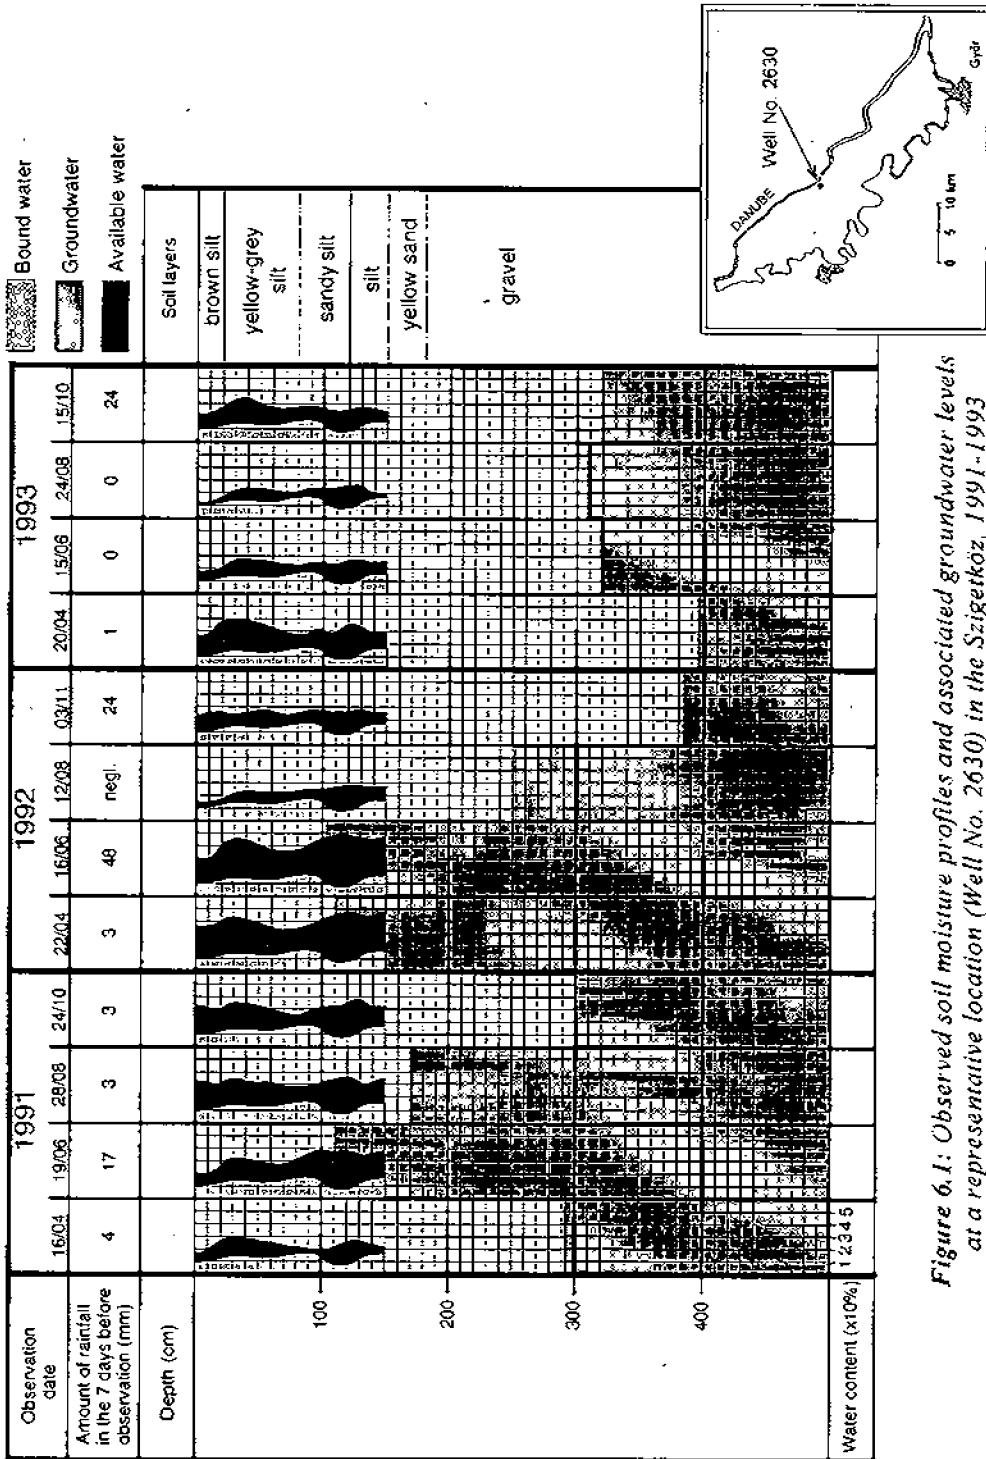 Bound water
Groundwater
Available water
Observation
date
1991
1992
1993
16/04
19/06
28/08
24/10
22/04
16/06
12/08
03/11
20/04
15/06
24/08
15/10
Amount of rainfall
in the 7 days before
observation (mm)
4
17
3
3
3
48
negl.
24
1
0
0
24
Depth (cm)
Soil layers
100
200
300
400
brown silt
yellow-grey
silt
sandy silt
silt
yellow sand
gravel
Water content (x10%)
1 2 3 4 5
DANUBE
Well No. 2630
0 5 10 km
Győr
Figure 6.1: Observed soil moisture profiles and associated groundwater levels
at a representative location (Well No. 2630) in the Szigetköz, 1991-1993